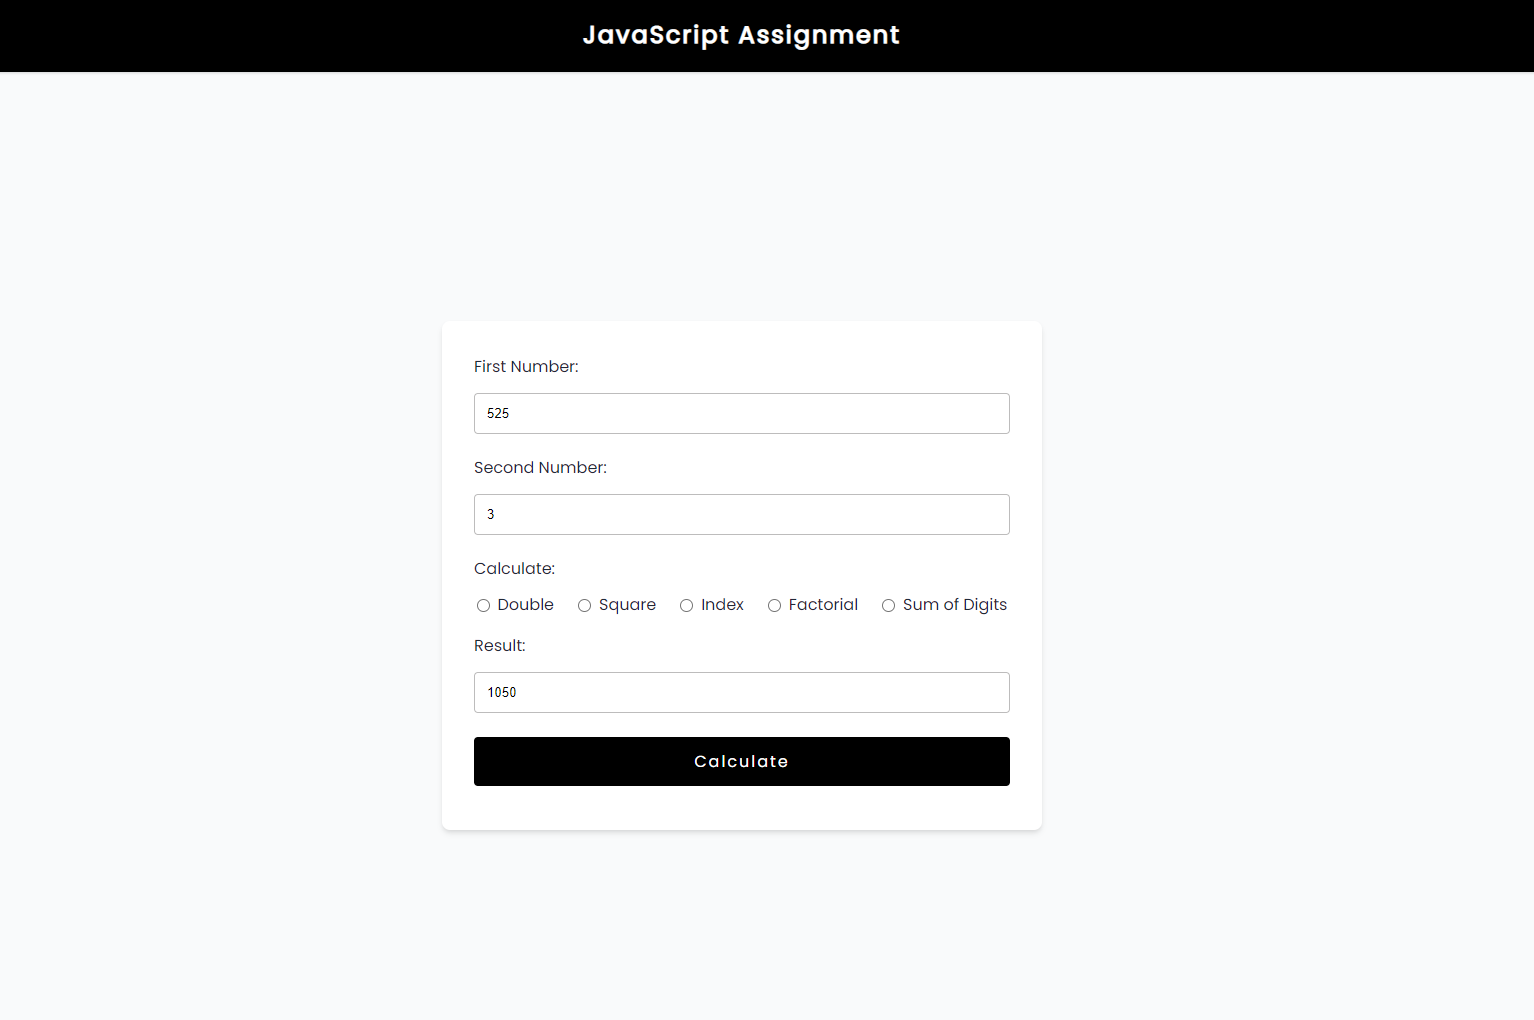 JavaScript Assignment
First Number:
525
Second Number:
3
Calculate:
Double Square Index Factorial Sum of Digits
Result:
1050
Calculate